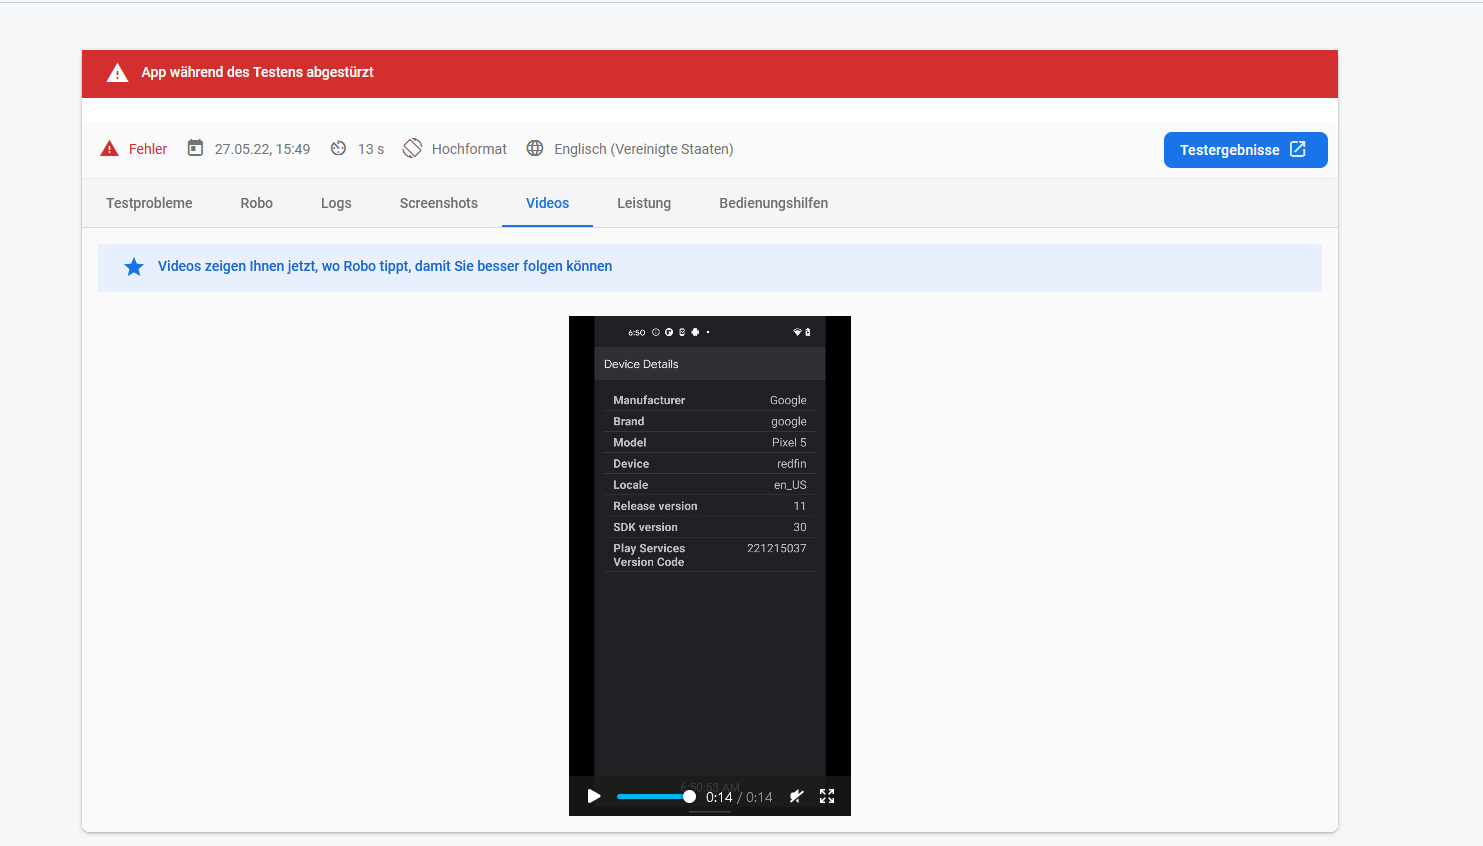 App während des Testens abgestürzt
Fehler 27.05.22, 15:49 13 s Hochformat Englisch (Vereinigte Staaten) Testergebnisse
Testprobleme Robo Logs Screenshots Videos Leistung Bedienungshilfen
Videos zeigen Ihnen jetzt, wo Robo tippt, damit Sie besser folgen können
6:50
Device Details
Manufacturer Google
Brand google
Model Pixel 5
Device redfin
Locale en_US
Release version 11
SDK version 30
Play Services 221215037
Version Code
6:50:53 AM
0:14 / 0:14